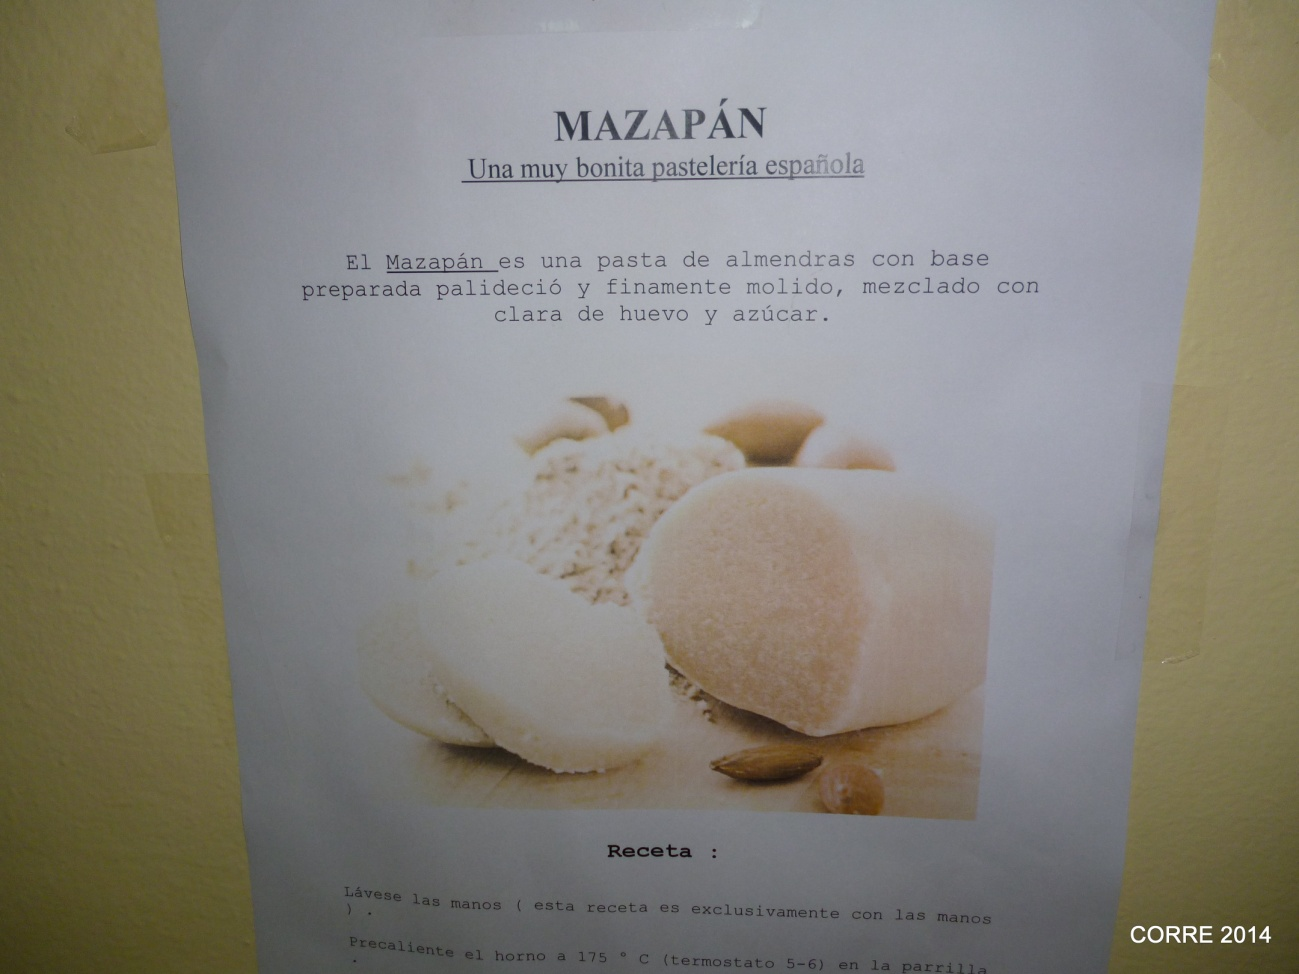 MAZAPÁN
Una muy bonita pastelería española
El Mazapán es una pasta de almendras con base
preparada palideció y finamente molido, mezclado con
clara de huevo y azúcar.
Receta :
Lávese las manos ( esta receta es exclusivamente con las manos
) .
Precaliente el horno a 175 ° C (termostato 5-6) en la parrilla
.
CORRE 2014